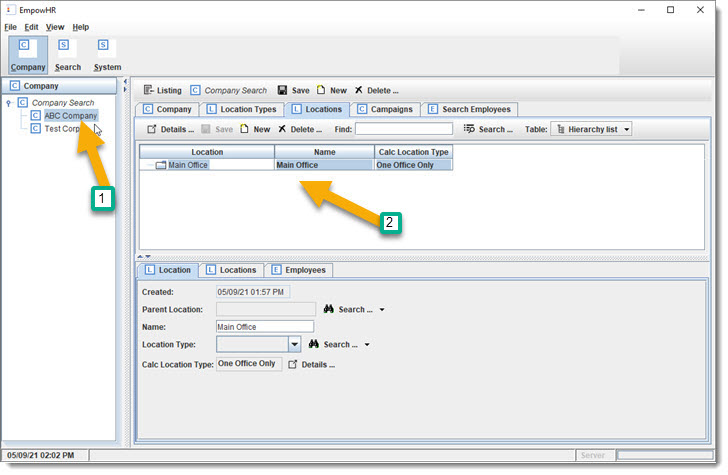 EmpowHR
File Edit View Help
C S S
Company Search System
C Company
C Company Search
C ABC Company
C Test Corp
1
Listing C Company Search Save New Delete ...
C Company L Location Types L Locations C Campaigns E Search Employees
Details ... Save New Delete ... Find: Search ... Table: Hierarchy list
Location Name Calc Location Type
Main Office Main Office One Office Only
2
L Location L Locations E Employees
Created: 05/09/21 01:57 PM
Parent Location: Search ...
Name: Main Office
Location Type: Search ...
Calc Location Type: One Office Only Details ...
05/09/21 02:02 PM Server